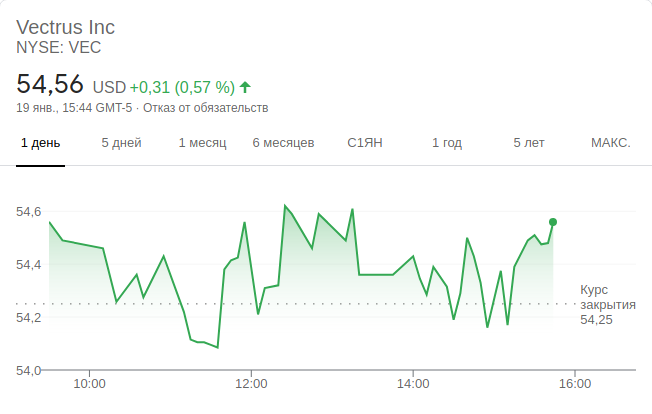 Vectrus Inc
NYSE: VEC
54,56 USD +0,31 (0,57 %)
19 янв., 15:44 GMT-5 · Отказ от обязательств
1 день 5 дней 1 месяц 6 месяцев С1ЯН 1 год 5 лет МАКС.
54,6
54,4
54,2
54,0
Курс
закрытия
54,25
10:00 12:00 14:00 16:00